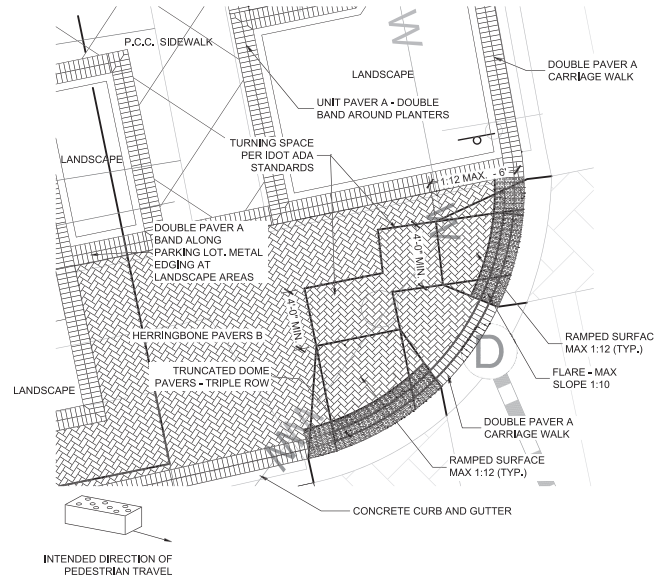 P.C.C. SIDEWALK
LANDSCAPE
DOUBLE PAVER A
CARRIAGE WALK
UNIT PAVER A - DOUBLE
BAND AROUND PLANTERS
TURNING SPACE
PER IDOT ADA
STANDARDS
LANDSCAPE
1:12 MAX. - 6'
DOUBLE PAVER A
BAND ALONG
PARKING LOT. METAL
EDGING AT
LANDSCAPE AREAS
4'-0" MIN.
4'-0" MIN.
HERRINGBONE PAVERS B
RAMPED SURFAC
MAX 1:12 (TYP.)
D
TRUNCATED DOME
PAVERS - TRIPLE ROW
FLARE - MAX
SLOPE 1:10
LANDSCAPE
DOUBLE PAVER A
CARRIAGE WALK
RAMPED SURFACE
MAX 1:12 (TYP.)
CONCRETE CURB AND GUTTER
INTENDED DIRECTION OF
PEDESTRIAN TRAVEL